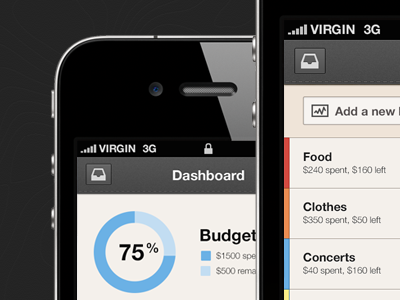 VIRGIN 3G
Dashboard
75%
Budget
$1500 spe
$500 rema
VIRGIN 3G
Add a new
Food
$240 spent, $160 left
Clothes
$350 spent, $50 left
Concerts
$40 spent, $160 left